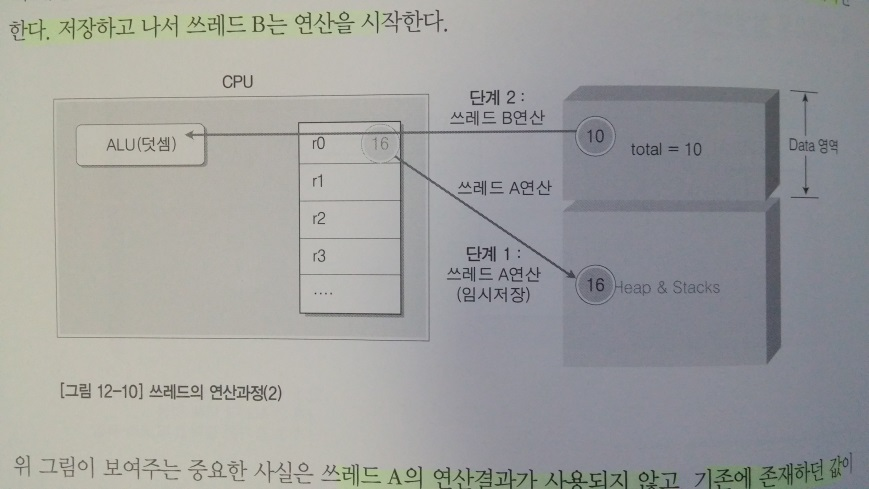 한다. 저장하고 나서 쓰레드 B는 연산을 시작한다.
CPU
ALU(덧셈)
r0
16
r1
r2
r3
....
단계 2 :
쓰레드 B연산
쓰레드 A연산
단계 1 :
쓰레드 A연산
(임시저장)
10
total = 10
Data 영역
16
Heap & Stacks
[그림 12-10] 쓰레드의 연산과정(2)
위 그림이 보여주는 중요한 사실은 쓰레드 A의 연산결과가 사용되지 않고, 기존에 존재하던 값이